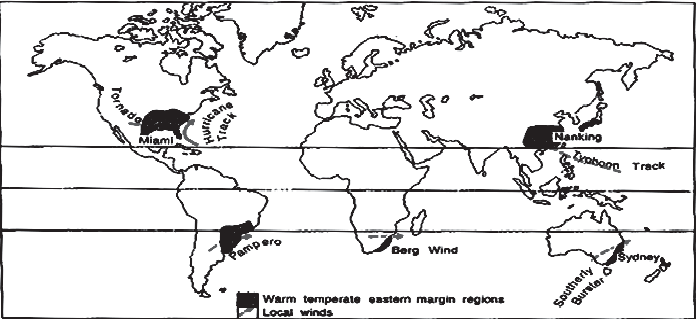 Tornado
Hurricane
Track
Miami
Nanking
Typhoon Track
Pampero
Berg Wind
Sydney
Southerly
Burster
Warm temperate eastern margin regions
Local winds